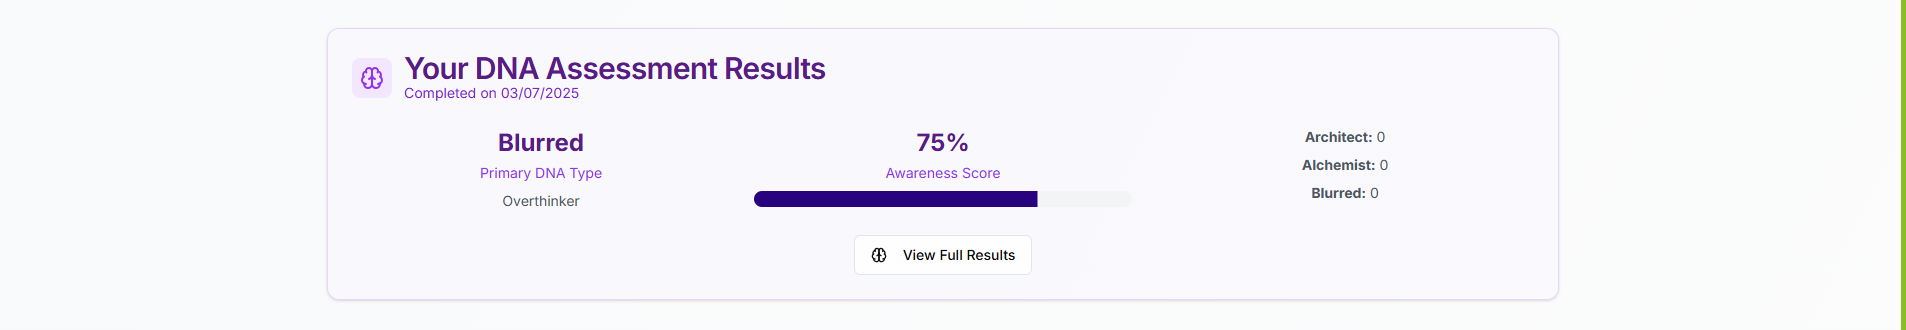 Your DNA Assessment Results
Completed on 03/07/2025
Blurred
Primary DNA Type
Overthinker
75%
Awareness Score
Architect: 0
Alchemist: 0
Blurred: 0
View Full Results